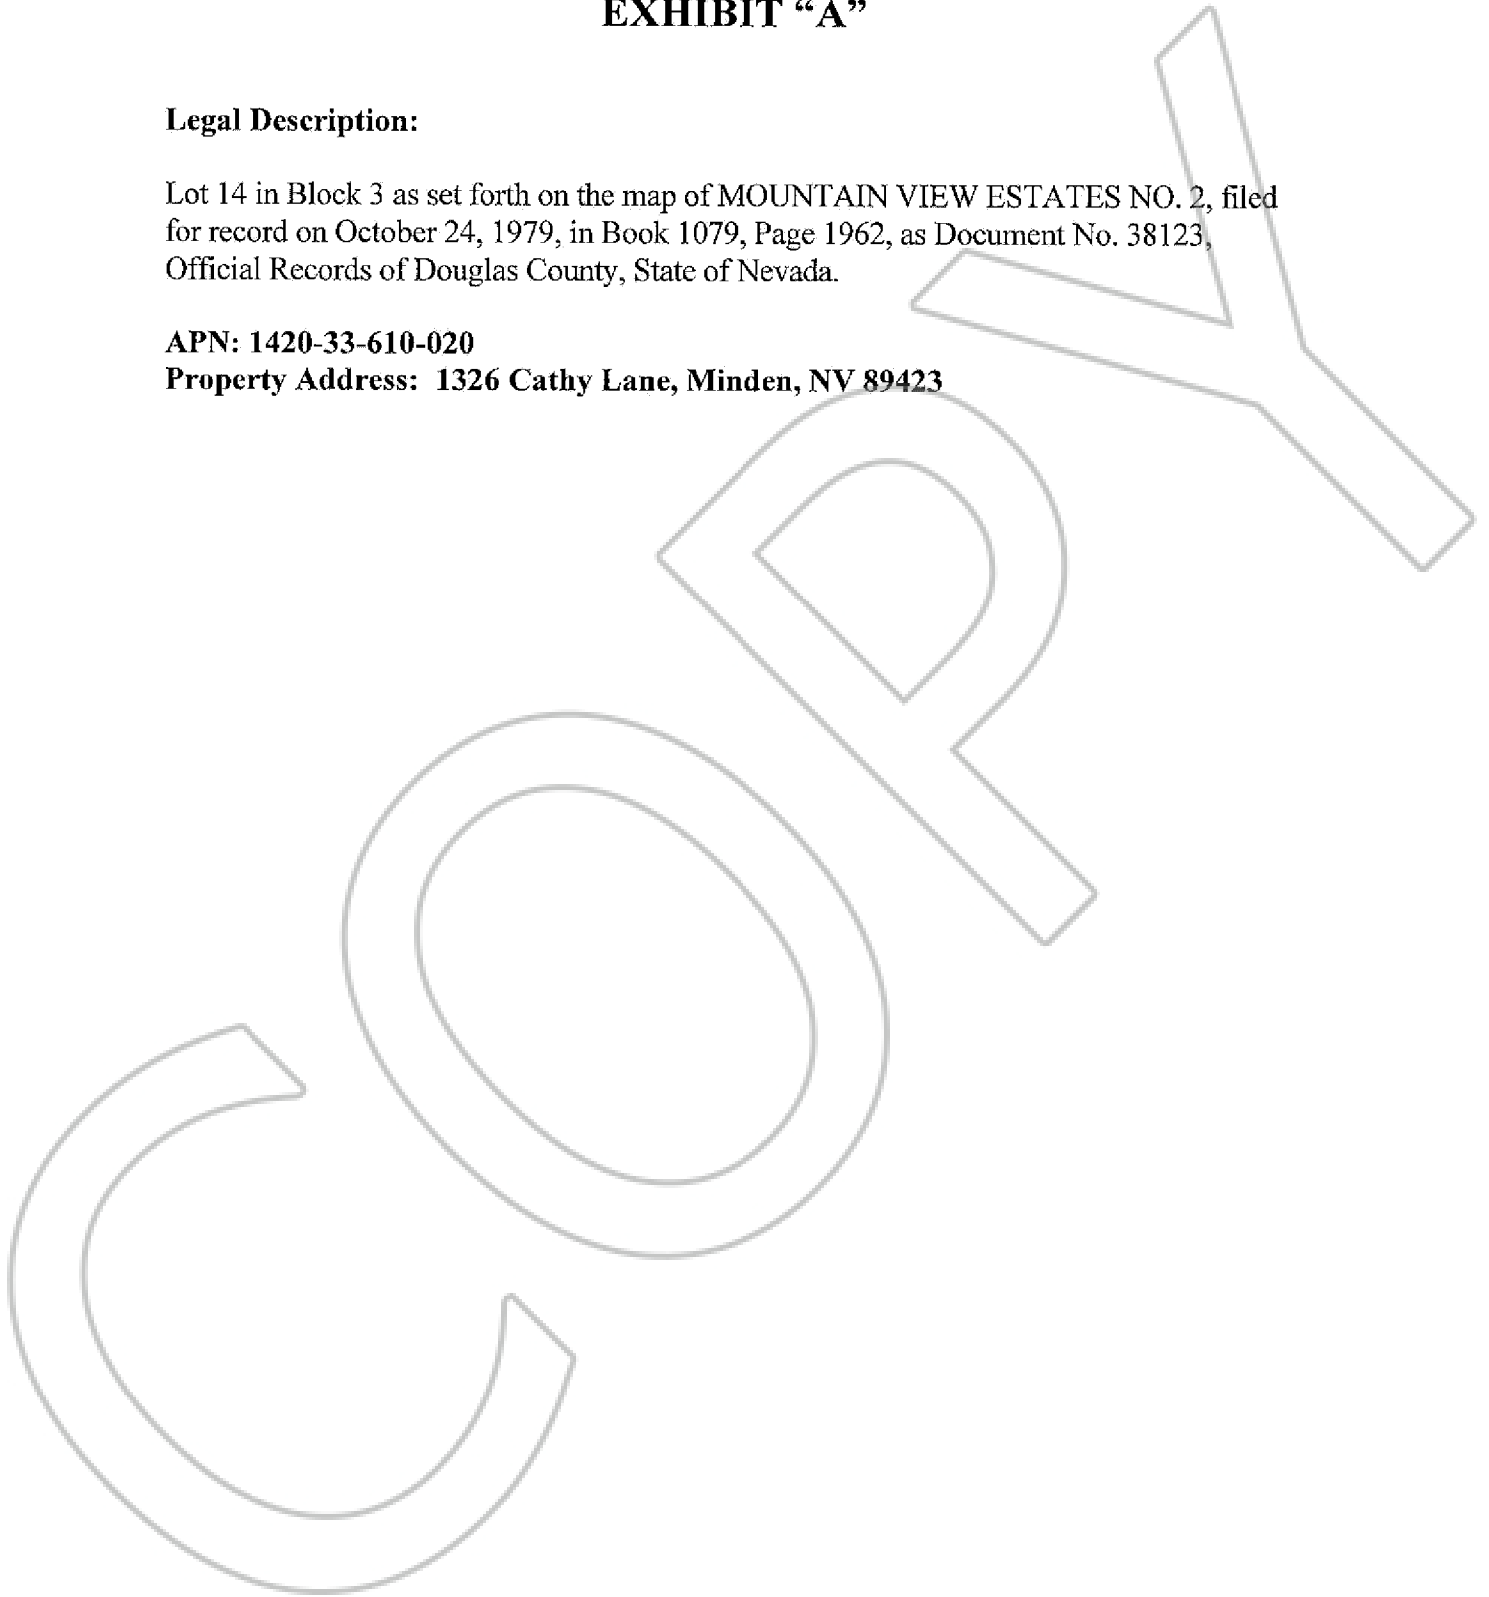 EXHIBIT “A”
Legal Description:
Lot 14 in Block 3 as set forth on the map of MOUNTAIN VIEW ESTATES NO. 2, filed
for record on October 24, 1979, in Book 1079, Page 1962, as Document No. 38123,
Official Records of Douglas County, State of Nevada.
APN: 1420-33-610-020
Property Address: 1326 Cathy Lane, Minden, NV 89423
COPY